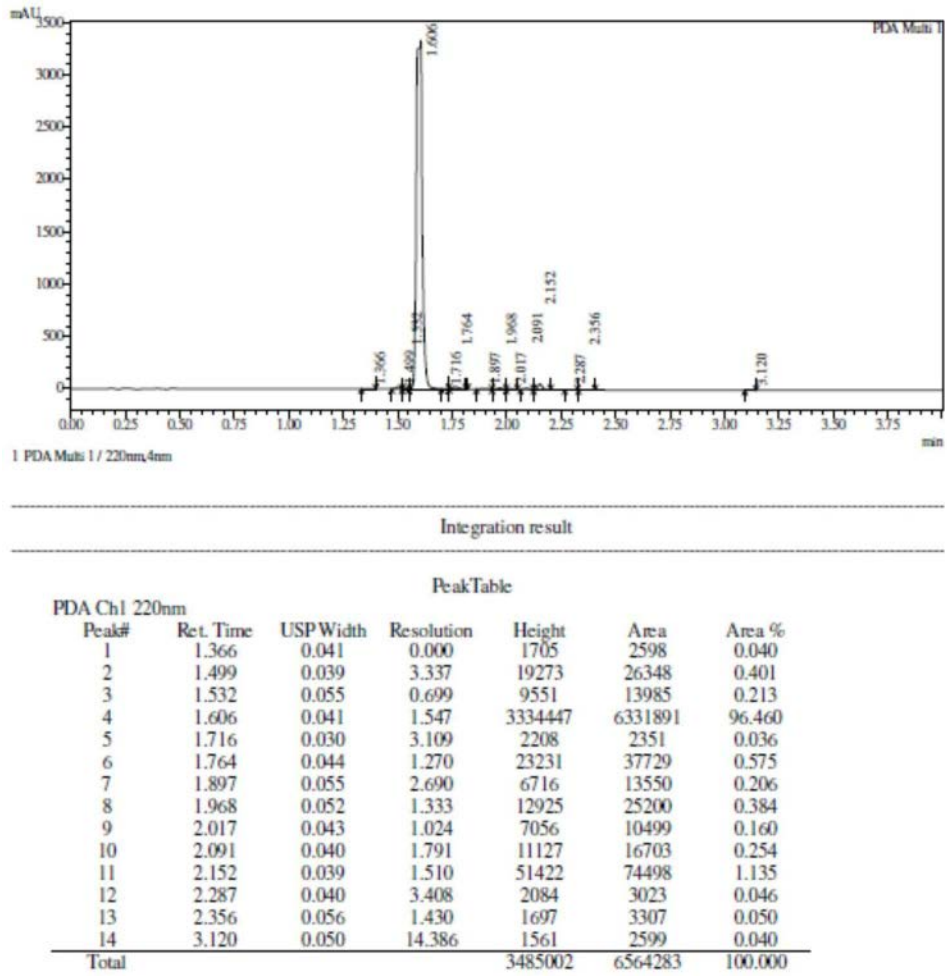 mAU
PDA Multi 1
3500
3000
2500
2000
1500
1000
500
0
1.366
1.499
1.532
1.606
1.716
1.764
1.897
1.968
2.017
2.091
2.152
2.287
2.356
3.120
0.00 0.25 0.50 0.75 1.00 1.25 1.50 1.75 2.00 2.25 2.50 2.75 3.00 3.25 3.50 3.75
min
1 PDA Multi 1 / 220nm,4nm
Integration result
PeakTable
PDA Ch1 220nm
Peak# Ret. Time USP Width Resolution Height Area Area %
1 1.366 0.041 0.000 1705 2598 0.040
2 1.499 0.039 3.337 19273 26348 0.401
3 1.532 0.055 0.699 9551 13985 0.213
4 1.606 0.041 1.547 3334447 6331891 96.460
5 1.716 0.030 3.109 2208 2351 0.036
6 1.764 0.044 1.270 23231 37729 0.575
7 1.897 0.055 2.690 6716 13550 0.206
8 1.968 0.052 1.333 12925 25200 0.384
9 2.017 0.043 1.024 7056 10499 0.160
10 2.091 0.040 1.791 11127 16703 0.254
11 2.152 0.039 1.510 51422 74498 1.135
12 2.287 0.040 3.408 2084 3023 0.046
13 2.356 0.056 1.430 1697 3307 0.050
14 3.120 0.050 14.386 1561 2599 0.040
Total 3485002 6564283 100.000